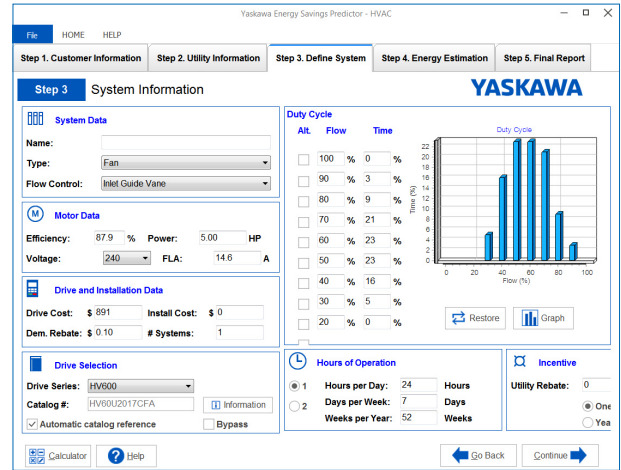 Yaskawa Energy Savings Predictor - HVAC
File HOME HELP
Step 1. Customer Information Step 2. Utility Information Step 3. Define System Step 4. Energy Estimation Step 5. Final Report
Step 3 System Information YASKAWA
System Data
Name:
Type: Fan
Flow Control: Inlet Guide Vane
M Motor Data
Efficiency: 87.9 % Power: 5.00 HP
Voltage: 240 FLA: 14.6 A
Drive and Installation Data
Drive Cost: $ 891 Install Cost: $ 0
Dem. Rebate: $ 0.10 # Systems: 1
Drive Selection
Drive Series: HV600
Catalog #: HV60U2017CFA Information
Automatic catalog reference Bypass
Duty Cycle
Alt. Flow Time
100 % 0 %
90 % 3 %
80 % 9 %
70 % 21 %
60 % 23 %
50 % 23 %
40 % 16 %
30 % 5 %
20 % 0 %
Duty Cycle
Time (%)
22
20
18
16
14
12
10
8
6
4
2
0
0 20 40 60 80 100
Flow (%)
Restore Graph
Hours of Operation
1 Hours per Day: 24 Hours
2 Days per Week: 7 Days
Weeks per Year: 52 Weeks
Incentive
Utility Rebate: 0
One
Yea
Calculator Help Go Back Continue